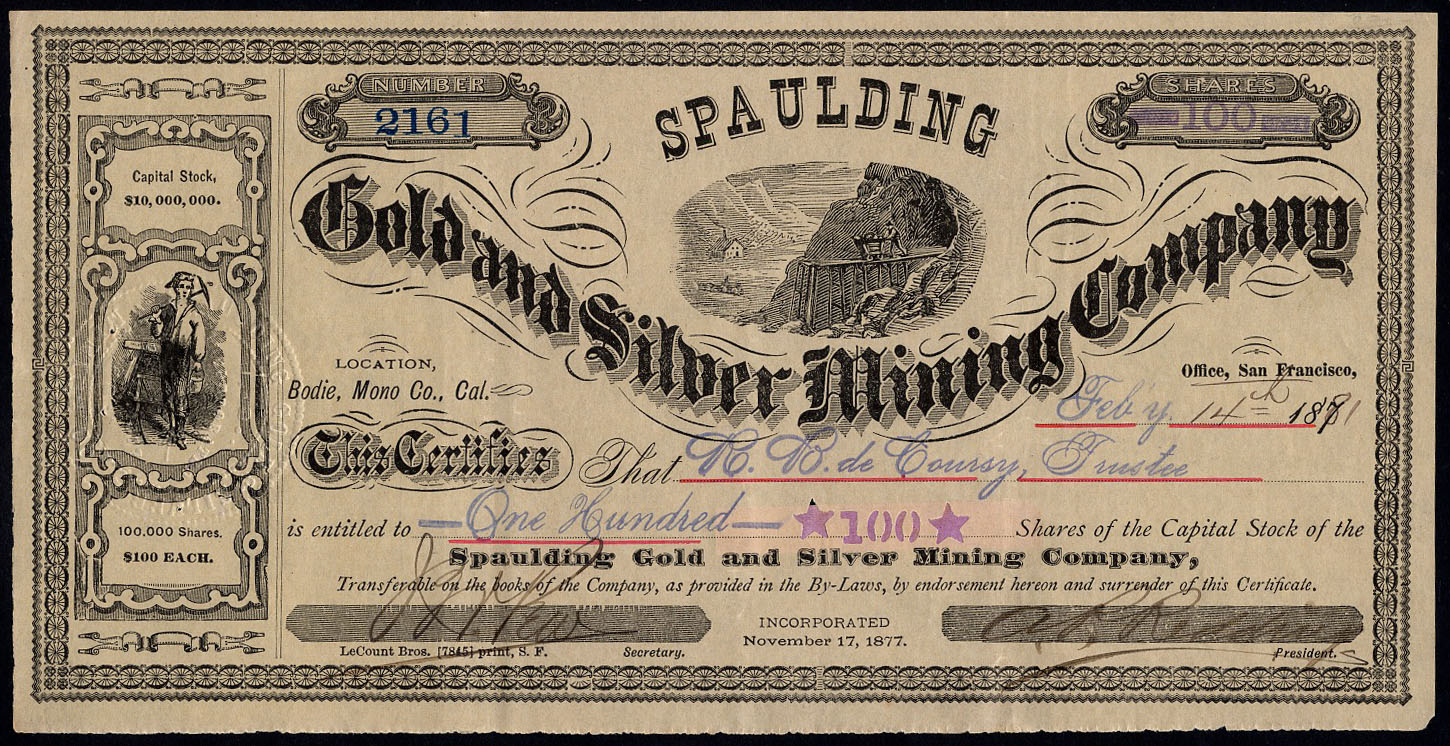 NUMBER
2161
SPAULDING
SHARES
100
Gold and Silver Mining Company
Capital Stock,
$10,000,000.
LOCATION,
Bodie, Mono Co., Cal.
Office, San Francisco,
Feb'y. 14th 1881
This Certifies That H. B. de Coursy, Trustee
is entitled to — One Hundred — ★100★ Shares of the Capital Stock of the
100.000 Shares.
$100 EACH.
Spaulding Gold and Silver Mining Company,
Transferable on the books of the Company, as provided in the By-Laws, by endorsement hereon and surrender of this Certificate.
INCORPORATED
November 17, 1877.
LeCount Bros. [7845] print, S. F.
Secretary.
President.